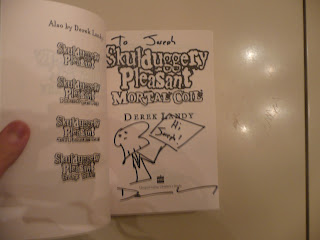 Also by Derek Landy
Skulduggery
Pleasant
Skulduggery
Pleasant
Skulduggery
Pleasant
Skulduggery
Pleasant
To Sarah
Skulduggery
Pleasant
MORTAL COIL
DEREK LANDY
Hi
Sarah!